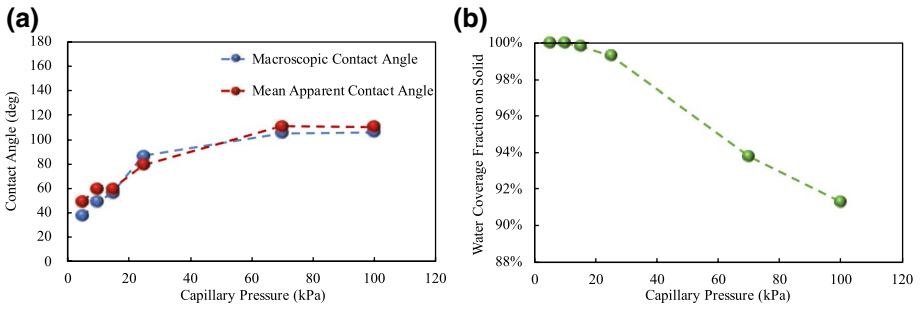 (a)
180
160
140
120
100
80
60
40
20
0
Contact Angle (deg)
Macroscopic Contact Angle
Mean Apparent Contact Angle
0 20 40 60 80 100 120
Capillary Pressure (kPa)
(b)
100%
98%
96%
94%
92%
90%
88%
Water Coverage Fraction on Solid
0 20 40 60 80 100 120
Capillary Pressure (kPa)